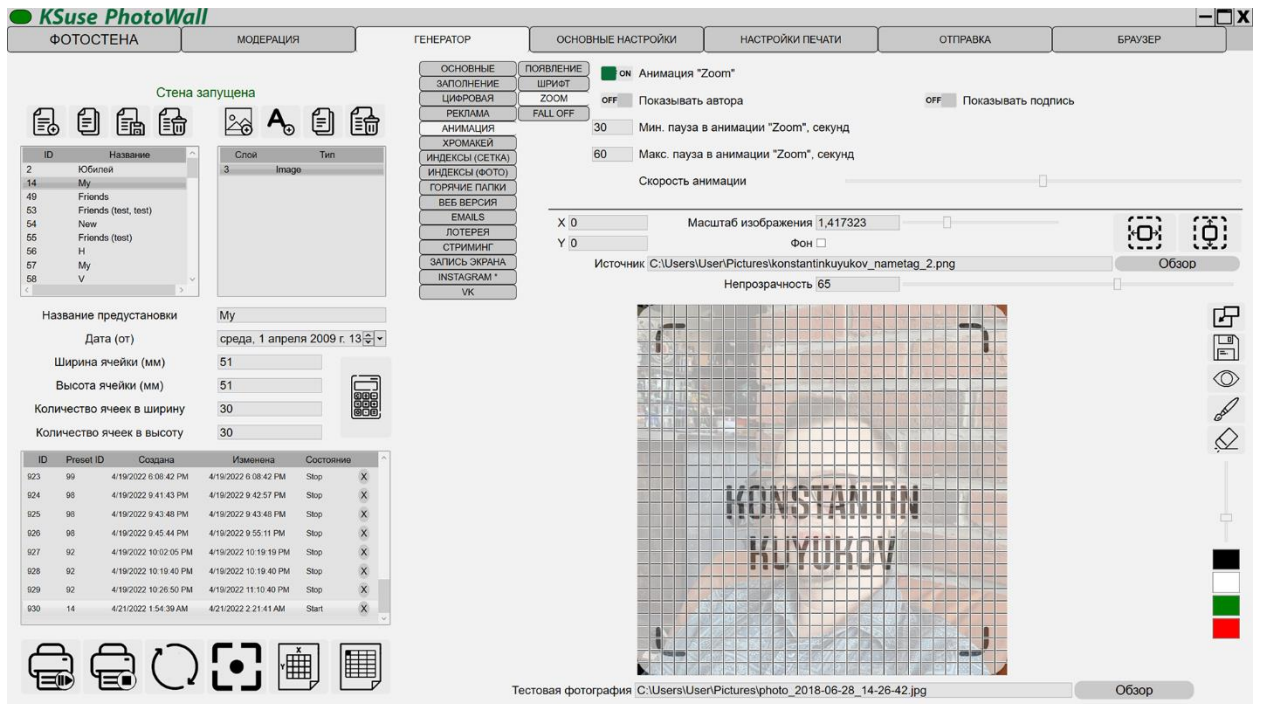 KSuse PhotoWall
X
ФОТОСТЕНА МОДЕРАЦИЯ ГЕНЕРАТОР ОСНОВНЫЕ НАСТРОЙКИ НАСТРОЙКИ ПЕЧАТИ ОТПРАВКА БРАУЗЕР
Стена запущена
ID Название
2 Юбилей
14 My
49 Friends
53 Friends (test, test)
54 New
55 Friends (test)
56 H
57 My
58 V
Слой Тип
3 Image
Название предустановки My
Дата (от) среда, 1 апреля 2009 г. 13
Ширина ячейки (мм) 51
Высота ячейки (мм) 51
Количество ячеек в ширину 30
Количество ячеек в высоту 30
ID Preset ID Создана Изменена Состояние
923 99 4/19/2022 6:08:42 PM 4/19/2022 6:08:42 PM Stop X
924 98 4/19/2022 9:41:43 PM 4/19/2022 9:42:57 PM Stop X
925 98 4/19/2022 9:43:48 PM 4/19/2022 9:43:48 PM Stop X
926 98 4/19/2022 9:45:44 PM 4/19/2022 9:55:11 PM Stop X
927 92 4/19/2022 10:02:05 PM 4/19/2022 10:19:19 PM Stop X
928 92 4/19/2022 10:19:40 PM 4/19/2022 10:19:40 PM Stop X
929 92 4/19/2022 10:26:50 PM 4/19/2022 11:10:40 PM Stop X
930 14 4/21/2022 1:54:39 AM 4/21/2022 2:21:41 AM Start X
ОСНОВНЫЕ
ЗАПОЛНЕНИЕ
ЦИФРОВАЯ
РЕКЛАМА
АНИМАЦИЯ
ХРОМАКЕЙ
ИНДЕКСЫ (СЕТКА)
ИНДЕКСЫ (ФОТО)
ГОРЯЧИЕ ПАПКИ
ВЕБ ВЕРСИЯ
EMAILS
ЛОТЕРЕЯ
СТРИМИНГ
ЗАПИСЬ ЭКРАНА
INSTAGRAM *
VK
ПОЯВЛЕНИЕ
ШРИФТ
ZOOM
FALL OFF
ON Анимация "Zoom"
OFF Показывать автора OFF Показывать подпись
30 Мин. пауза в анимации "Zoom", секунд
60 Макс. пауза в анимации "Zoom", секунд
Скорость анимации
X 0 Масштаб изображения 1,417323
Y 0 Фон
Источник C:\Users\User\Pictures\konstantinkuyukov_nametag_2.png Обзор
Непрозрачность 65
KONSTANTIN
KUYUKOV
Тестовая фотография C:\Users\User\Pictures\photo_2018-06-28_14-26-42.jpg Обзор